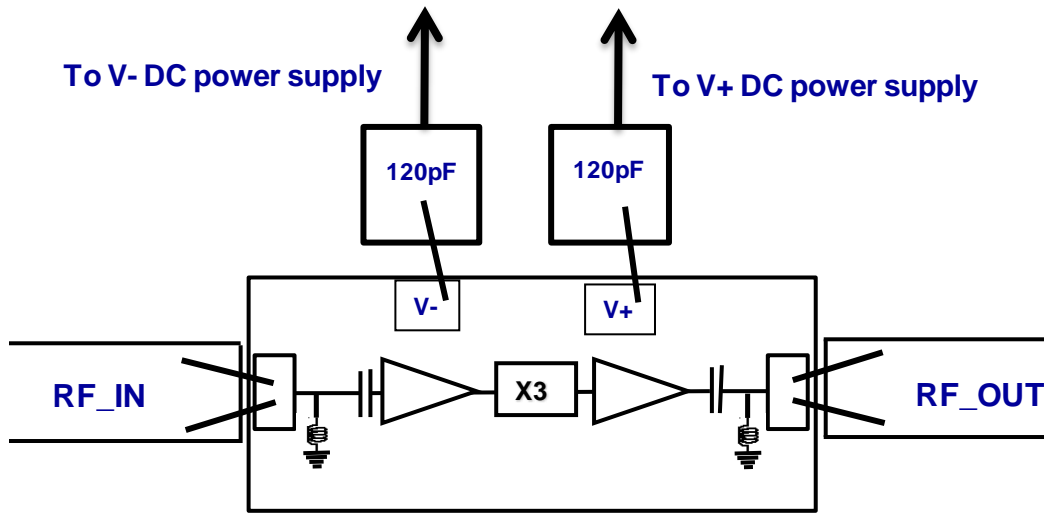 To V- DC power supply
To V+ DC power supply
120pF
120pF
V-
V+
RF_IN
X3
RF_OUT